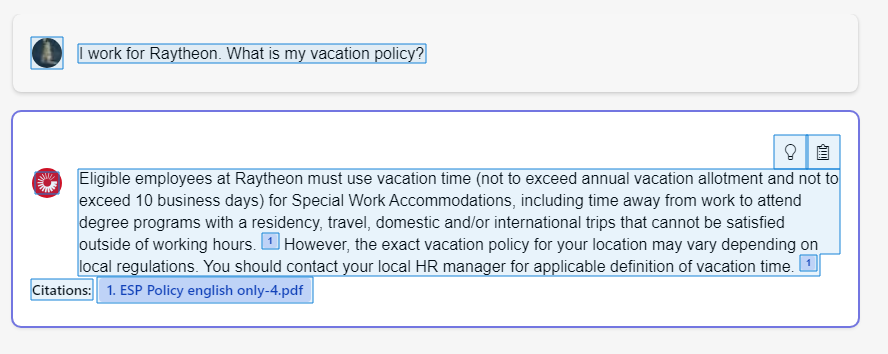 I work for Raytheon. What is my vacation policy?
Eligible employees at Raytheon must use vacation time (not to exceed annual vacation allotment and not to
exceed 10 business days) for Special Work Accommodations, including time away from work to attend
degree programs with a residency, travel, domestic and/or international trips that cannot be satisfied
outside of working hours. 1 However, the exact vacation policy for your location may vary depending on
local regulations. You should contact your local HR manager for applicable definition of vacation time. 1
Citations: 1. ESP Policy english only-4.pdf